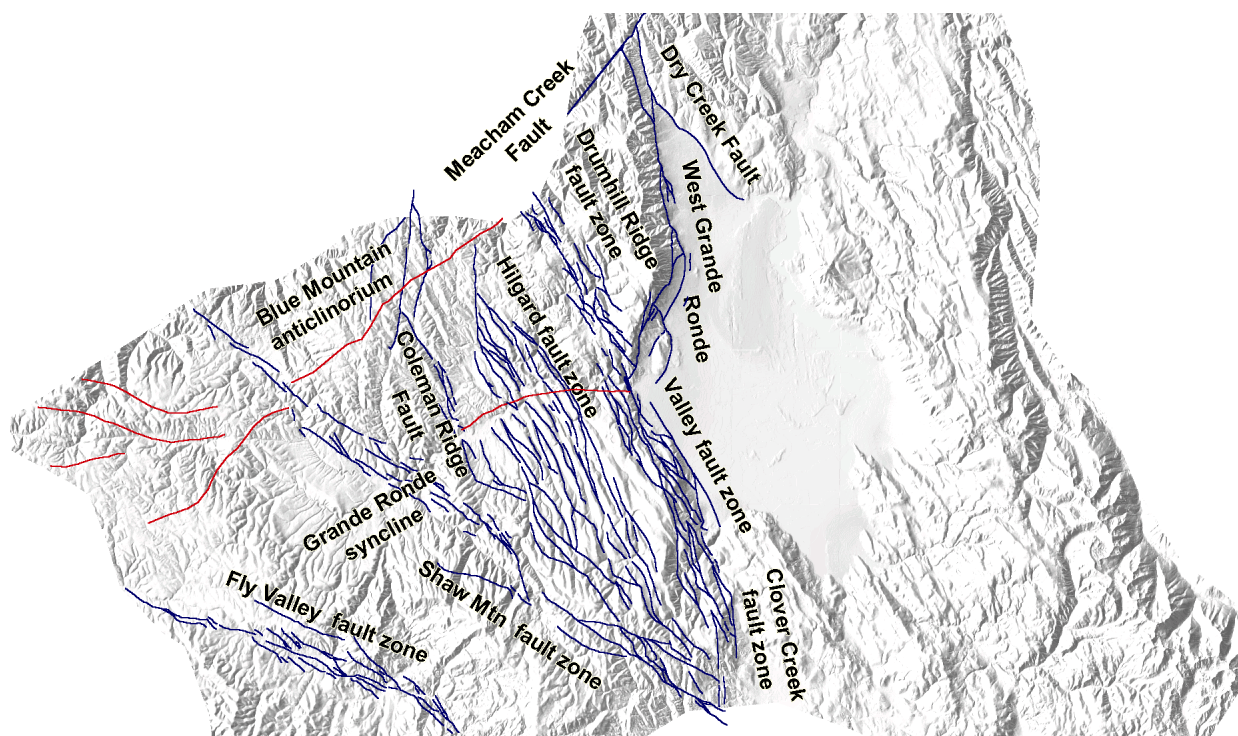 Meacham Creek
Fault
Dry Creek Fault
Drumhill Ridge
fault zone
West Grande
Ronde
Valley fault zone
Blue Mountain
anticlinorium
Hilgard fault zone
Coleman Ridge
Fault
Grande Ronde
syncline
Shaw Mtn fault zone
Fly Valley fault zone
Clover Creek
fault zone